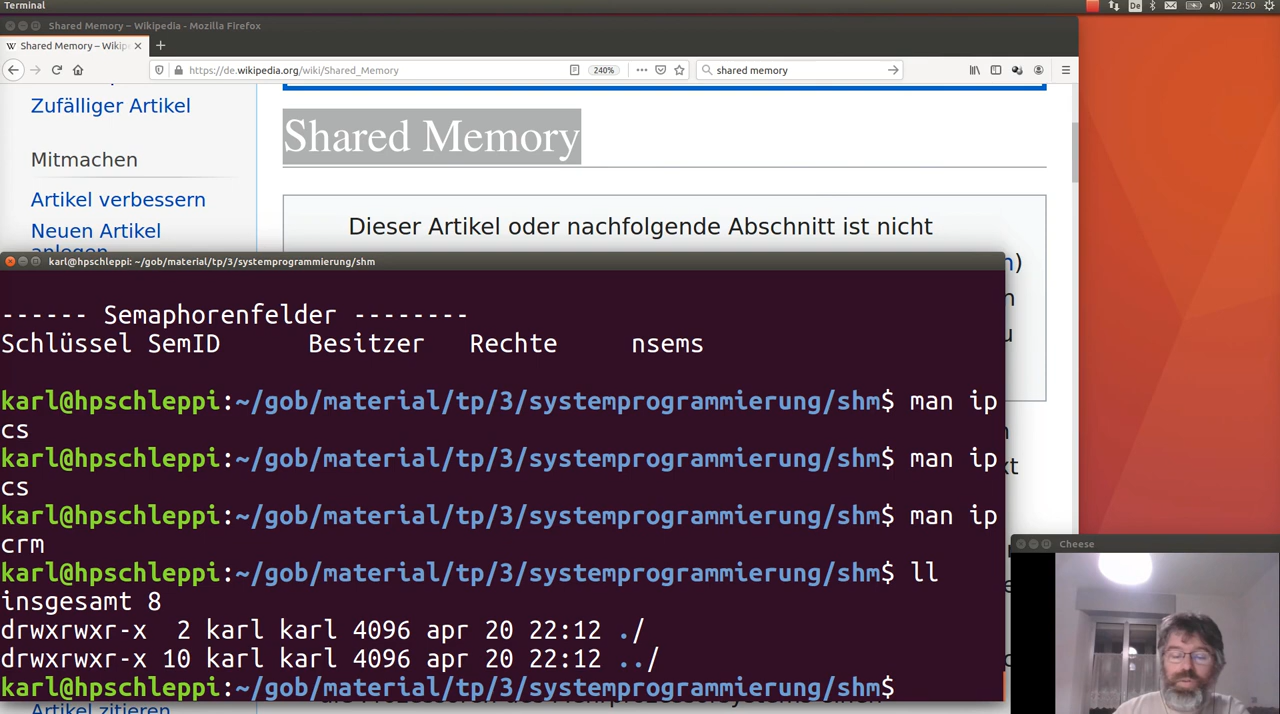 Terminal
De
22:50
Shared Memory – Wikipedia - Mozilla Firefox
W Shared Memory – Wikip
https://de.wikipedia.org/wiki/Shared_Memory
240%
shared memory
Zufälliger Artikel
Mitmachen
Artikel verbessern
Neuen Artikel
anlegen
Shared Memory
Dieser Artikel oder nachfolgende Abschnitt ist nicht
karl@hpschleppi: ~/gob/material/tp/3/systemprogrammierung/shm
------ Semaphorenfelder --------
Schlüssel SemID      Besitzer   Rechte     nsems
karl@hpschleppi:~/gob/material/tp/3/systemprogrammierung/shm$ man ip
cs
karl@hpschleppi:~/gob/material/tp/3/systemprogrammierung/shm$ man ip
cs
karl@hpschleppi:~/gob/material/tp/3/systemprogrammierung/shm$ man ip
crm
karl@hpschleppi:~/gob/material/tp/3/systemprogrammierung/shm$ ll
insgesamt 8
drwxrwxr-x  2 karl karl 4096 apr 20 22:12 ./
drwxrwxr-x 10 karl karl 4096 apr 20 22:12 ../
karl@hpschleppi:~/gob/material/tp/3/systemprogrammierung/shm$
Artikel zitieren
Cheese